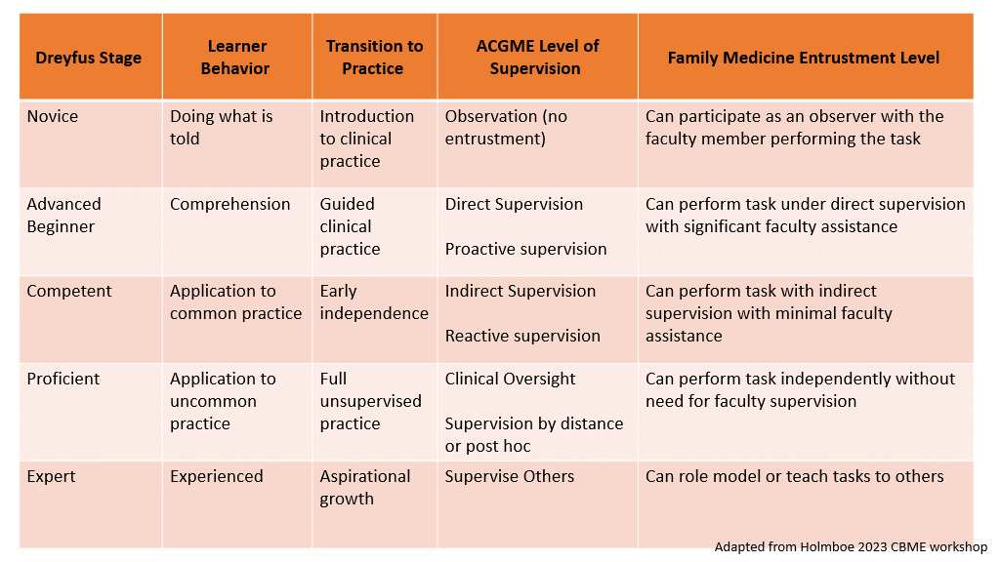 Dreyfus Stage
Learner
Behavior
Transition to
Practice
ACGME Level of
Supervision
Family Medicine Entrustment Level
Novice
Doing what is
told
Introduction
to clinical
practice
Observation (no
entrustment)
Can participate as an observer with the
faculty member performing the task
Advanced
Beginner
Comprehension
Guided
clinical
practice
Direct Supervision
Proactive supervision
Can perform task under direct supervision
with significant faculty assistance
Competent
Application to
common practice
Early
independence
Indirect Supervision
Reactive supervision
Can perform task with indirect
supervision with minimal faculty
assistance
Proficient
Application to
uncommon
practice
Full
unsupervised
practice
Clinical Oversight
Supervision by distance
or post hoc
Can perform task independently without
need for faculty supervision
Expert
Experienced
Aspirational
growth
Supervise Others
Can role model or teach tasks to others
Adapted from Holmboe 2023 CBME workshop